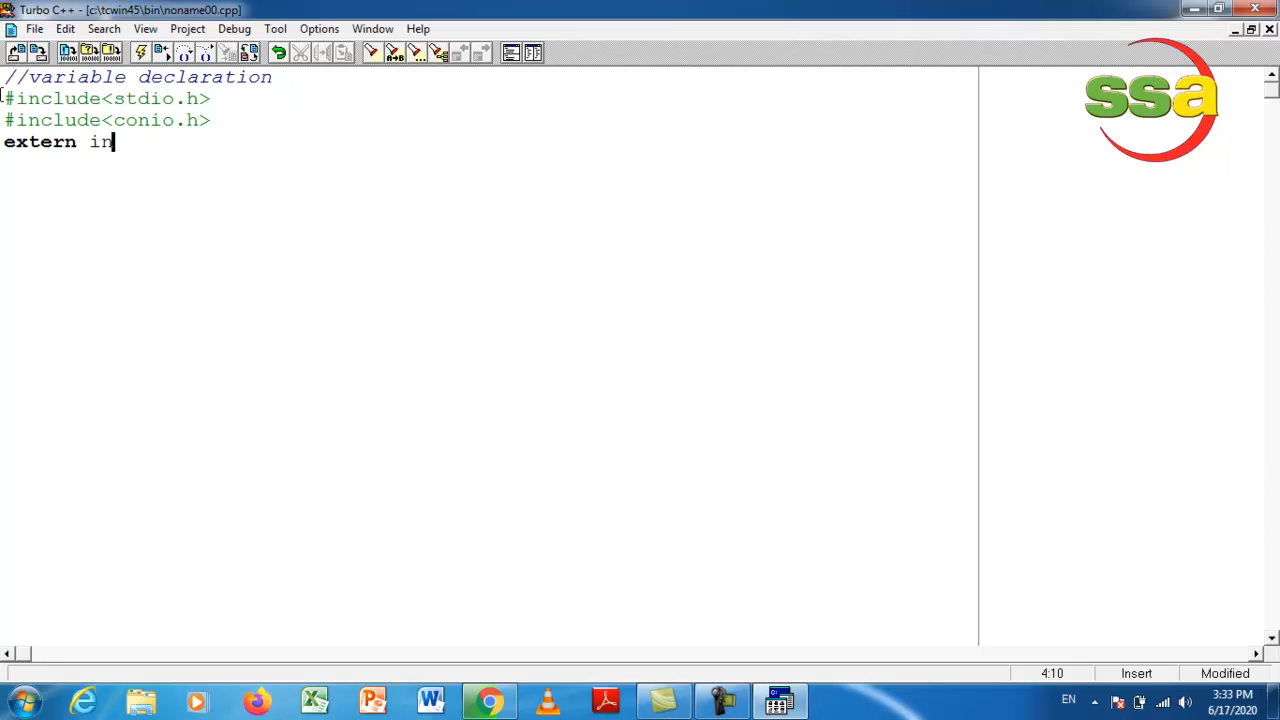 Turbo C++ - [c:\tcwin45\bin\noname00.cpp]
File Edit Search View Project Debug Tool Options Window Help
//variable declaration
#include<stdio.h>
#include<conio.h>
extern in
ssa
4:10 Insert Modified
EN
3:33 PM
6/17/2020